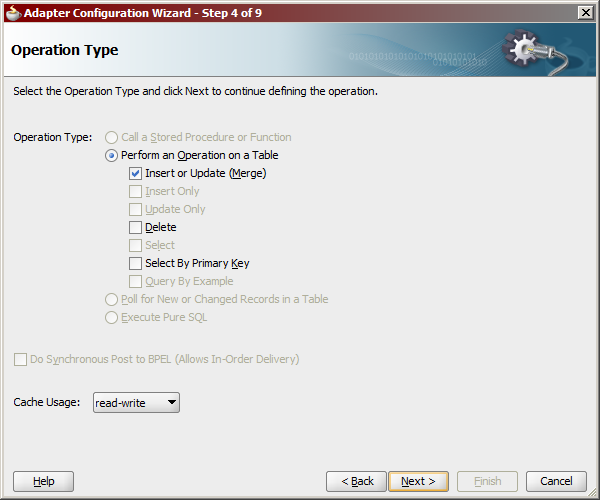 Adapter Configuration Wizard - Step 4 of 9
Operation Type
010101010101010101010101
0101010101010
Select the Operation Type and click Next to continue defining the operation.
Operation Type:
Call a Stored Procedure or Function
Perform an Operation on a Table
Insert or Update (Merge)
Insert Only
Update Only
Delete
Select
Select By Primary Key
Query By Example
Poll for New or Changed Records in a Table
Execute Pure SQL
Do Synchronous Post to BPEL (Allows In-Order Delivery)
Cache Usage: read-write
Help < Back Next > Finish Cancel